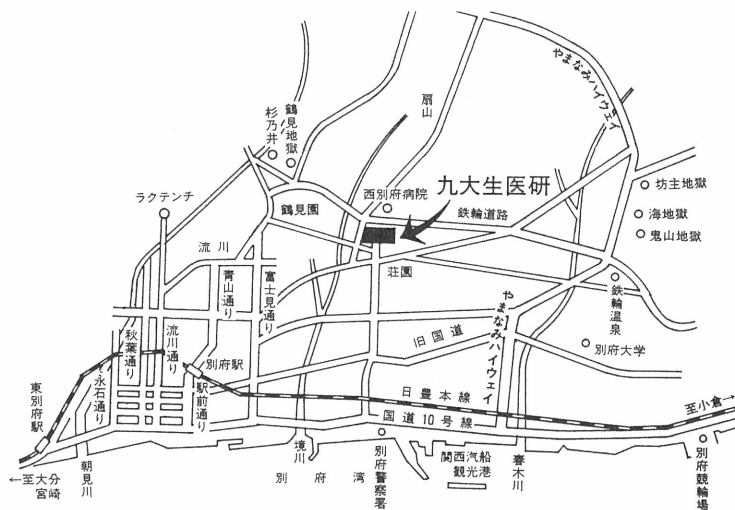 やまなみハイウェイ
扇山
鶴見地獄
杉乃井
九大生医研
西別府病院
坊主地獄
海地獄
鬼山地獄
ラクテンチ
鶴見園
鉄輪道路
流川
荘園
青山通り
富士見通り
鉄輪温泉
やまなみハイウェイ
旧国道
別府大学
秋葉通り
流川通り
別府駅
永石通り
駅前通り
東別府駅
日豊本線
国道10号線
至小倉→
←至大分
宮崎
朝見川
境川
別府湾
別府警察署
関西汽船
観光港
春木川
別府競輪場